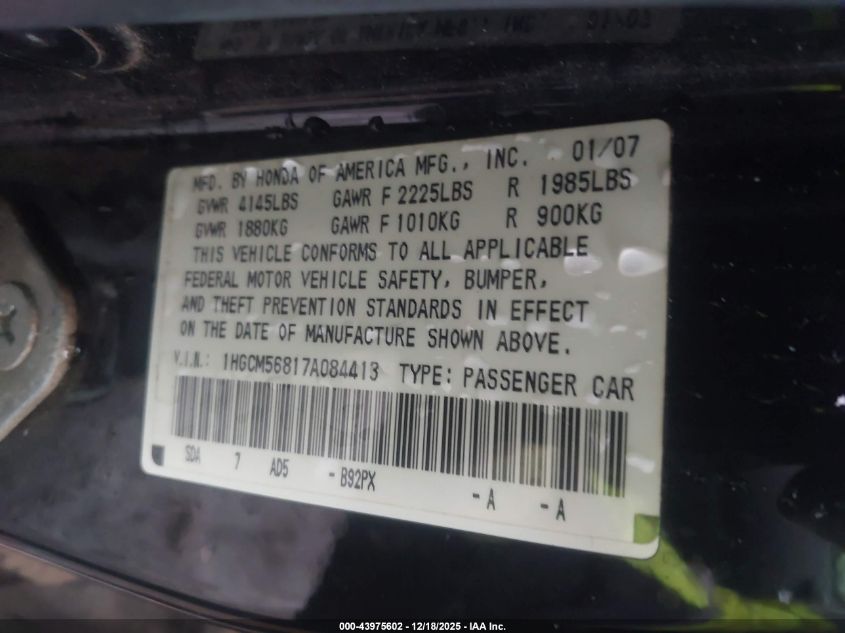 MFD. BY HONDA OF AMERICA MFG., INC. 01/07
GVWR 4145LBS GAWR F 2225LBS R 1985LBS
GVWR 1880KG GAWR F 1010KG R 900KG
THIS VEHICLE CONFORMS TO ALL APPLICABLE
FEDERAL MOTOR VEHICLE SAFETY, BUMPER,
AND THEFT PREVENTION STANDARDS IN EFFECT
ON THE DATE OF MANUFACTURE SHOWN ABOVE.
V.I.N.: 1HGCM56817A084413 TYPE: PASSENGER CAR
SDA 7 AD5 - B92PX - A - A
000-43975602 - 12/18/2025 - IAA Inc.